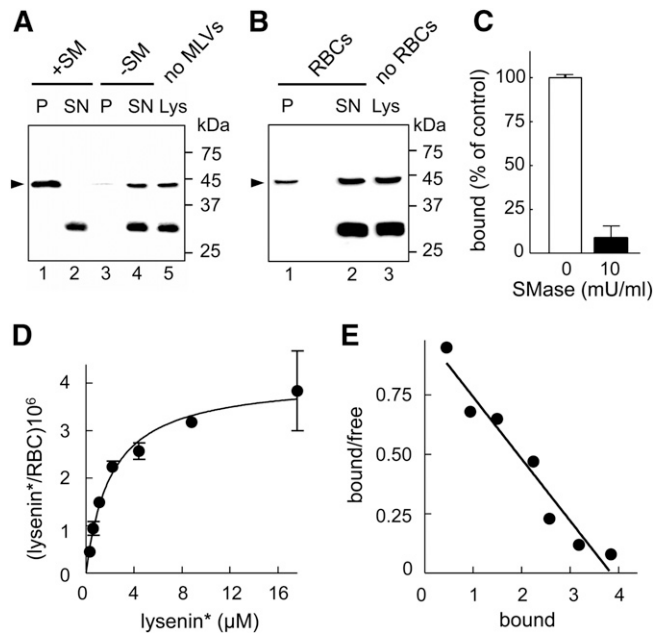 A
+SM -SM no MLVs
P SN P SN Lys
kDa
75
45
37
25
1 2 3 4 5
B
RBCs no RBCs
P SN Lys
kDa
75
45
37
25
1 2 3
C
bound (% of control)
100
75
50
25
0
0 10
SMase (mU/ml)
D
(lysenin*/RBC)10⁶
4
3
2
1
0
0 4 8 12 16
lysenin* (µM)
E
bound/free
0.75
0.50
0.25
0
0 1 2 3 4
bound